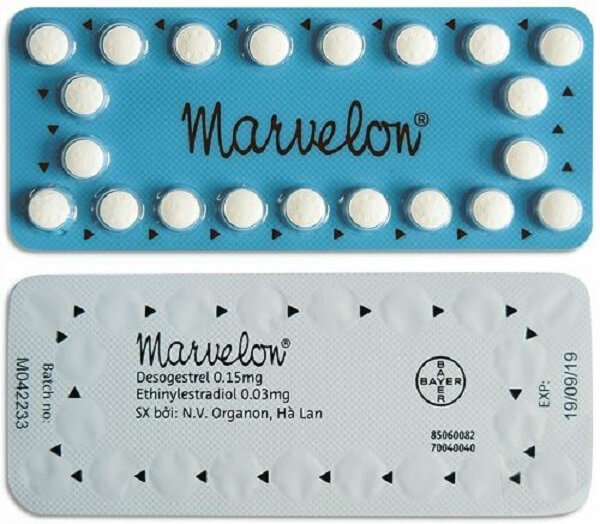 Marvelon®
Marvelon®
Desogestrel 0.15mg
Ethinylestradiol 0.03mg
SX bởi: N.V. Organon, Hà Lan
BAYER
BAYER
85060082
70040040
Batch no:
M042233
EXP:
19/09/19